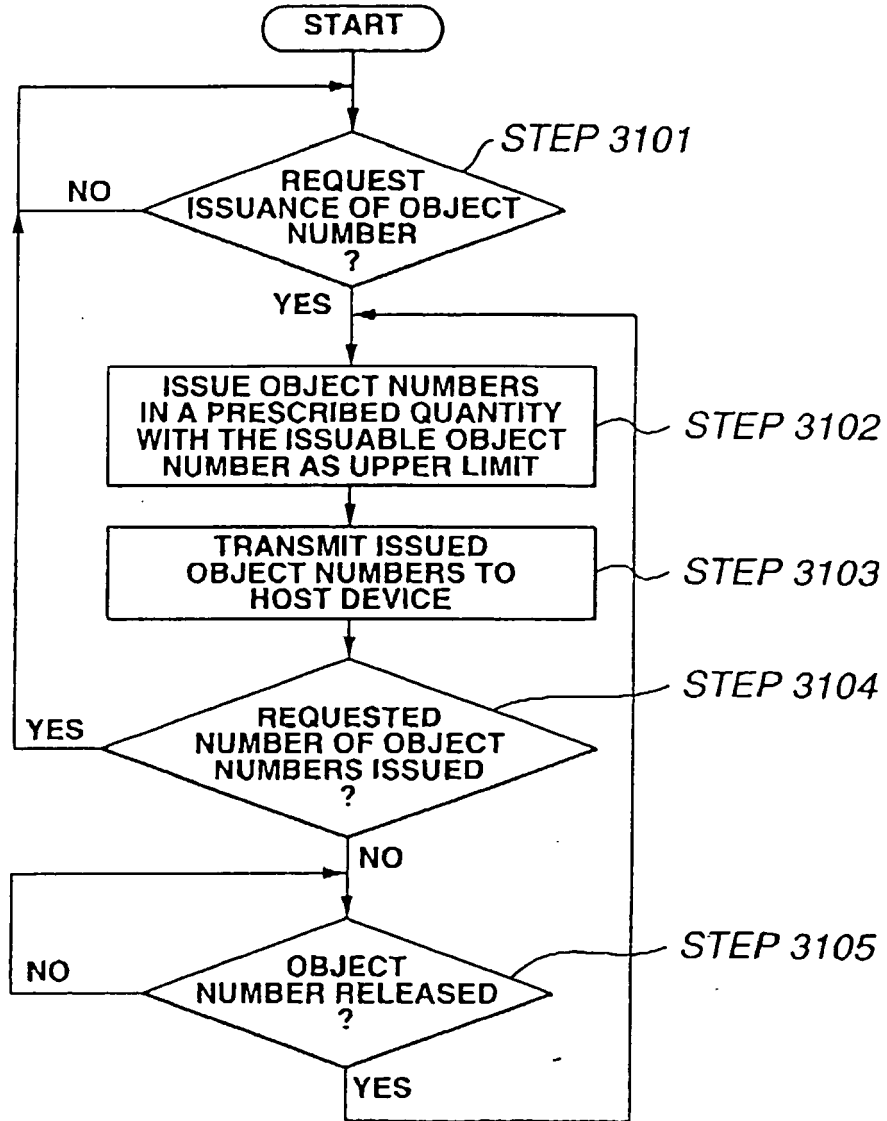 START
STEP 3101
REQUEST
ISSUANCE OF OBJECT
NUMBER
?
NO
YES
ISSUE OBJECT NUMBERS
IN A PRESCRIBED QUANTITY
WITH THE ISSUABLE OBJECT
NUMBER AS UPPER LIMIT
STEP 3102
TRANSMIT ISSUED
OBJECT NUMBERS TO
HOST DEVICE
STEP 3103
STEP 3104
REQUESTED
NUMBER OF OBJECT
NUMBERS ISSUED
?
YES
NO
STEP 3105
OBJECT
NUMBER RELEASED
?
NO
YES